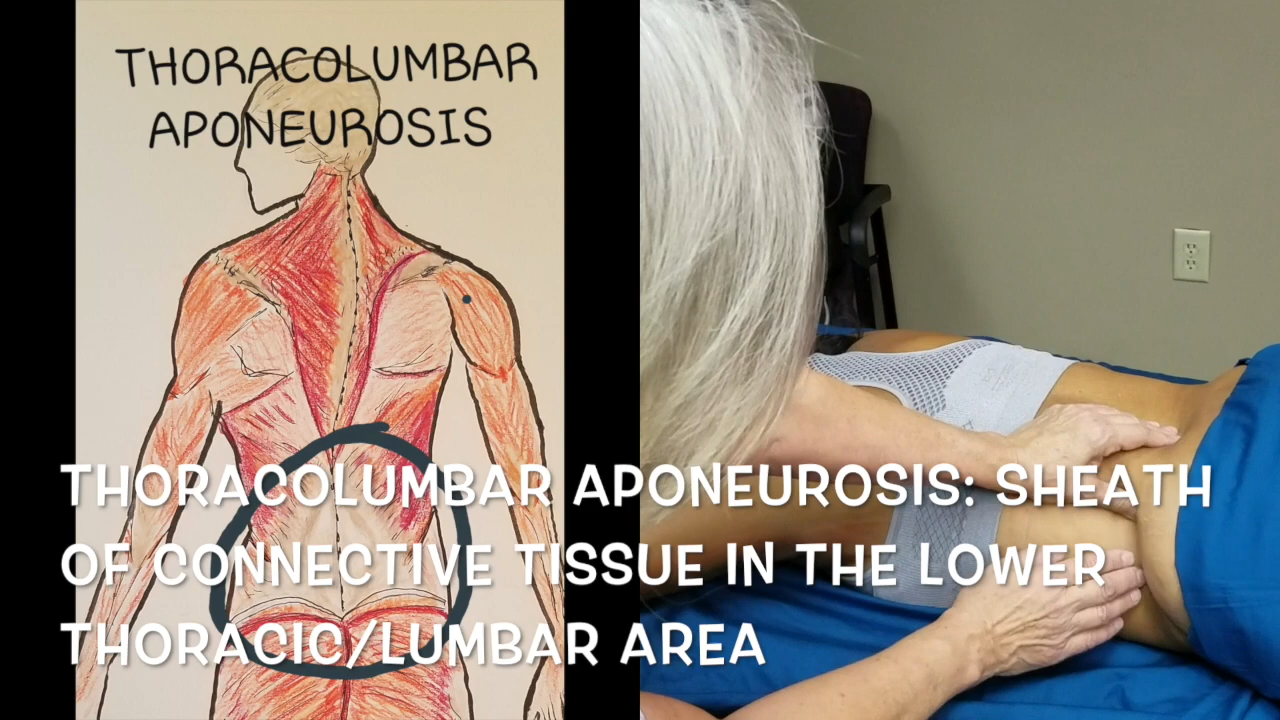 THORACOLUMBAR
APONEUROSIS
THORACOLUMBAR APONEUROSIS: SHEATH
OF CONNECTIVE TISSUE IN THE LOWER
THORACIC/LUMBAR AREA